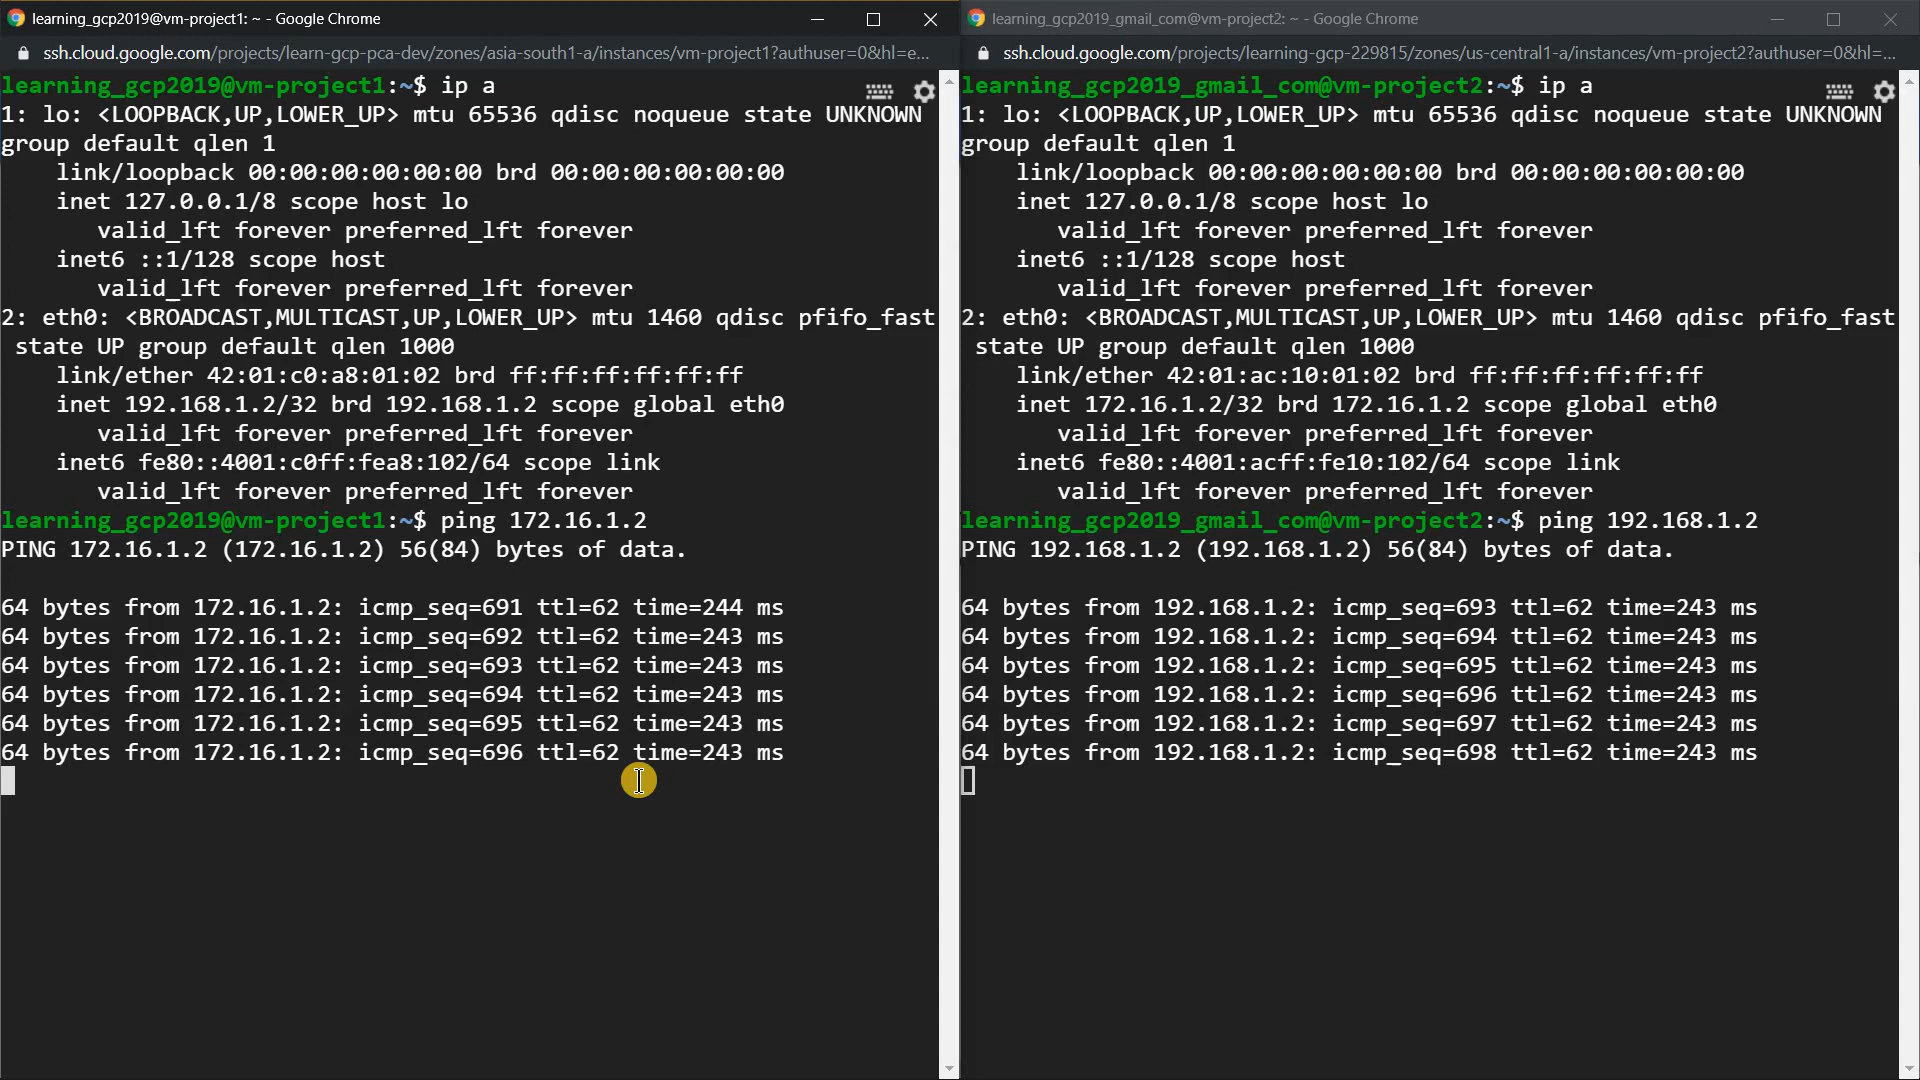 learning_gcp2019@vm-project1: ~ - Google Chrome
ssh.cloud.google.com/projects/learn-gcp-pca-dev/zones/asia-south1-a/instances/vm-project1?authuser=0&hl=e...
learning_gcp2019@vm-project1:~$ ip a
1: lo: <LOOPBACK,UP,LOWER_UP> mtu 65536 qdisc noqueue state UNKNOWN
group default qlen 1
    link/loopback 00:00:00:00:00:00 brd 00:00:00:00:00:00
    inet 127.0.0.1/8 scope host lo
       valid_lft forever preferred_lft forever
    inet6 ::1/128 scope host
       valid_lft forever preferred_lft forever
2: eth0: <BROADCAST,MULTICAST,UP,LOWER_UP> mtu 1460 qdisc pfifo_fast
 state UP group default qlen 1000
    link/ether 42:01:c0:a8:01:02 brd ff:ff:ff:ff:ff:ff
    inet 192.168.1.2/32 brd 192.168.1.2 scope global eth0
       valid_lft forever preferred_lft forever
    inet6 fe80::4001:c0ff:fea8:102/64 scope link
       valid_lft forever preferred_lft forever
learning_gcp2019@vm-project1:~$ ping 172.16.1.2
PING 172.16.1.2 (172.16.1.2) 56(84) bytes of data.
64 bytes from 172.16.1.2: icmp_seq=691 ttl=62 time=244 ms
64 bytes from 172.16.1.2: icmp_seq=692 ttl=62 time=243 ms
64 bytes from 172.16.1.2: icmp_seq=693 ttl=62 time=243 ms
64 bytes from 172.16.1.2: icmp_seq=694 ttl=62 time=243 ms
64 bytes from 172.16.1.2: icmp_seq=695 ttl=62 time=243 ms
64 bytes from 172.16.1.2: icmp_seq=696 ttl=62 time=243 ms
learning_gcp2019_gmail_com@vm-project2: ~ - Google Chrome
ssh.cloud.google.com/projects/learning-gcp-229815/zones/us-central1-a/instances/vm-project2?authuser=0&hl=...
learning_gcp2019_gmail_com@vm-project2:~$ ip a
1: lo: <LOOPBACK,UP,LOWER_UP> mtu 65536 qdisc noqueue state UNKNOWN
group default qlen 1
    link/loopback 00:00:00:00:00:00 brd 00:00:00:00:00:00
    inet 127.0.0.1/8 scope host lo
       valid_lft forever preferred_lft forever
    inet6 ::1/128 scope host
       valid_lft forever preferred_lft forever
2: eth0: <BROADCAST,MULTICAST,UP,LOWER_UP> mtu 1460 qdisc pfifo_fast
 state UP group default qlen 1000
    link/ether 42:01:ac:10:01:02 brd ff:ff:ff:ff:ff:ff
    inet 172.16.1.2/32 brd 172.16.1.2 scope global eth0
       valid_lft forever preferred_lft forever
    inet6 fe80::4001:acff:fe10:102/64 scope link
       valid_lft forever preferred_lft forever
learning_gcp2019_gmail_com@vm-project2:~$ ping 192.168.1.2
PING 192.168.1.2 (192.168.1.2) 56(84) bytes of data.
64 bytes from 192.168.1.2: icmp_seq=693 ttl=62 time=243 ms
64 bytes from 192.168.1.2: icmp_seq=694 ttl=62 time=243 ms
64 bytes from 192.168.1.2: icmp_seq=695 ttl=62 time=243 ms
64 bytes from 192.168.1.2: icmp_seq=696 ttl=62 time=243 ms
64 bytes from 192.168.1.2: icmp_seq=697 ttl=62 time=243 ms
64 bytes from 192.168.1.2: icmp_seq=698 ttl=62 time=243 ms